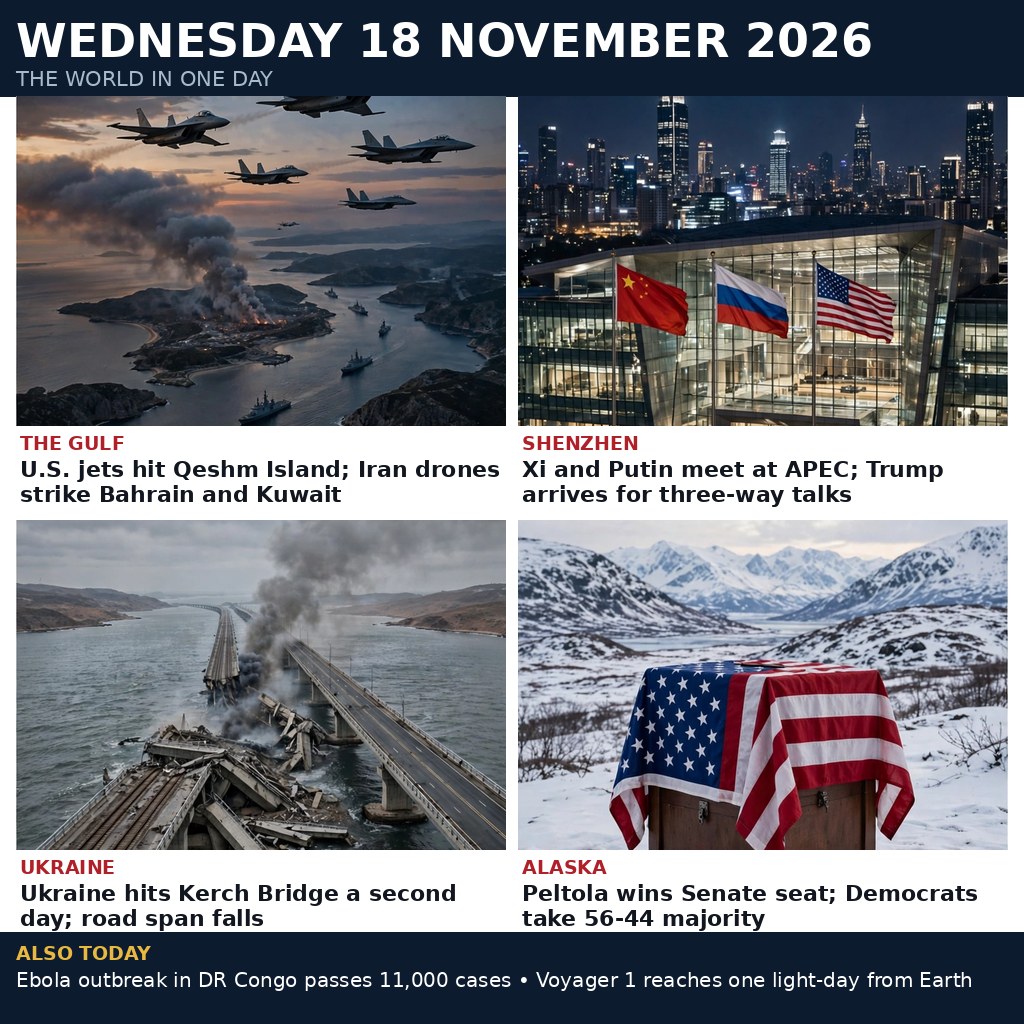 WEDNESDAY 18 NOVEMBER 2026
THE WORLD IN ONE DAY
THE GULF
U.S. jets hit Qeshm Island; Iran drones
strike Bahrain and Kuwait
SHENZHEN
Xi and Putin meet at APEC; Trump
arrives for three-way talks
UKRAINE
Ukraine hits Kerch Bridge a second
day; road span falls
ALASKA
Peltola wins Senate seat; Democrats
take 56-44 majority
ALSO TODAY
Ebola outbreak in DR Congo passes 11,000 cases • Voyager 1 reaches one light-day from Earth